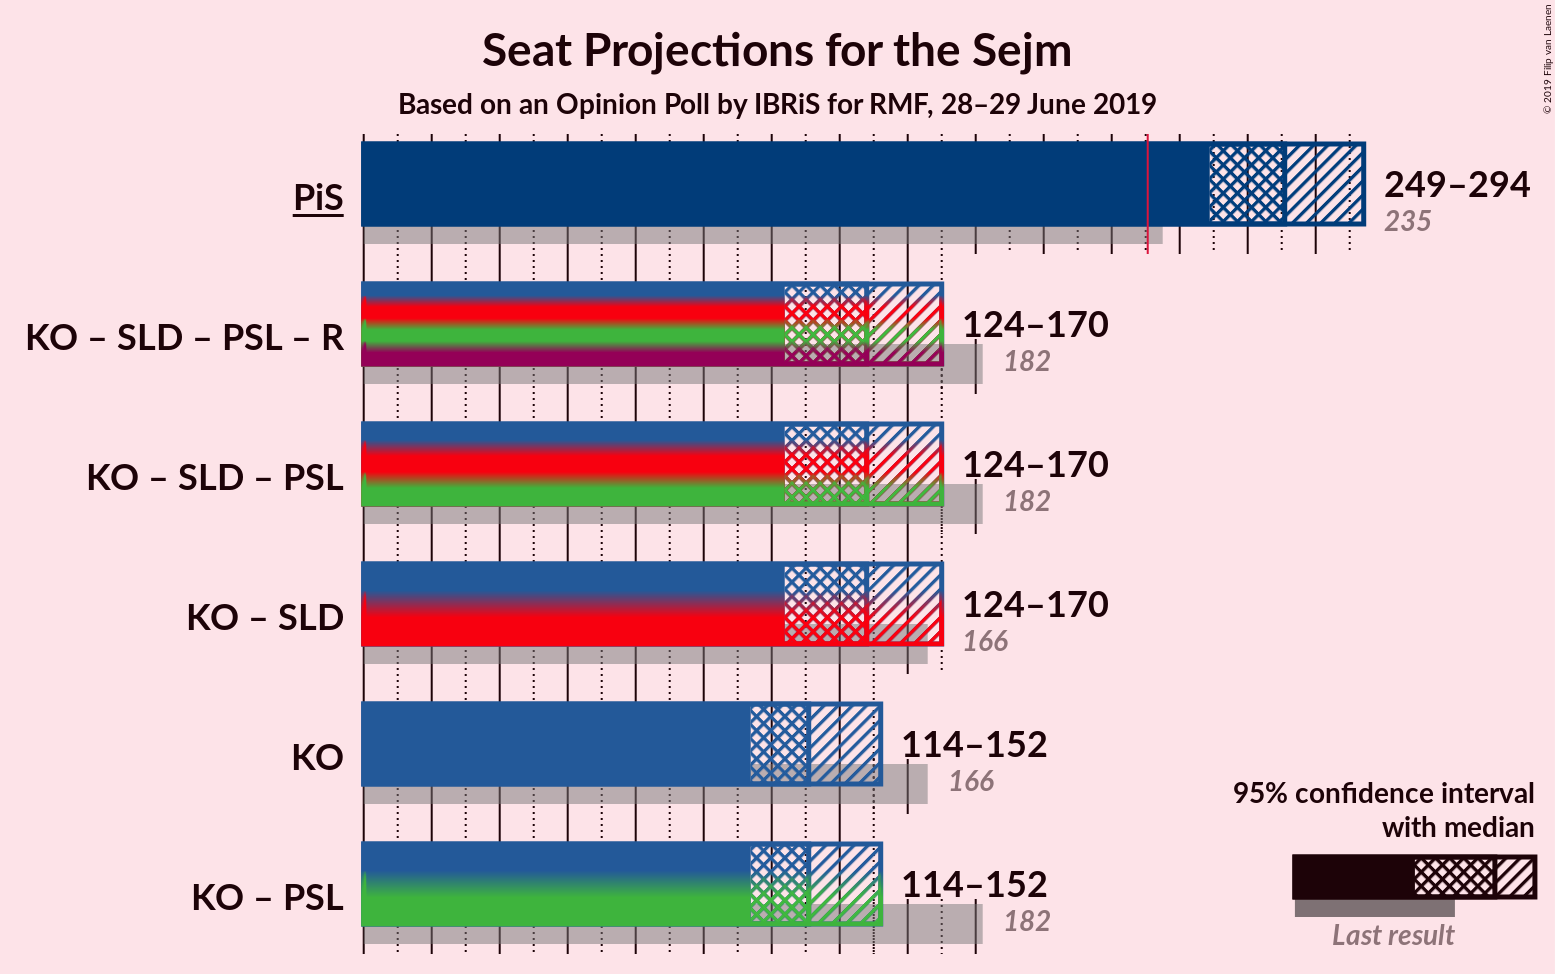 Seat Projections for the Sejm
Based on an Opinion Poll by IBRiS for RMF, 28–29 June 2019
© 2019 Filip van Laenen
PiS
249–294
235
KO – SLD – PSL – R
124–170
182
KO – SLD – PSL
124–170
182
KO – SLD
124–170
166
KO
114–152
166
KO – PSL
114–152
182
95% confidence interval
with median
Last result